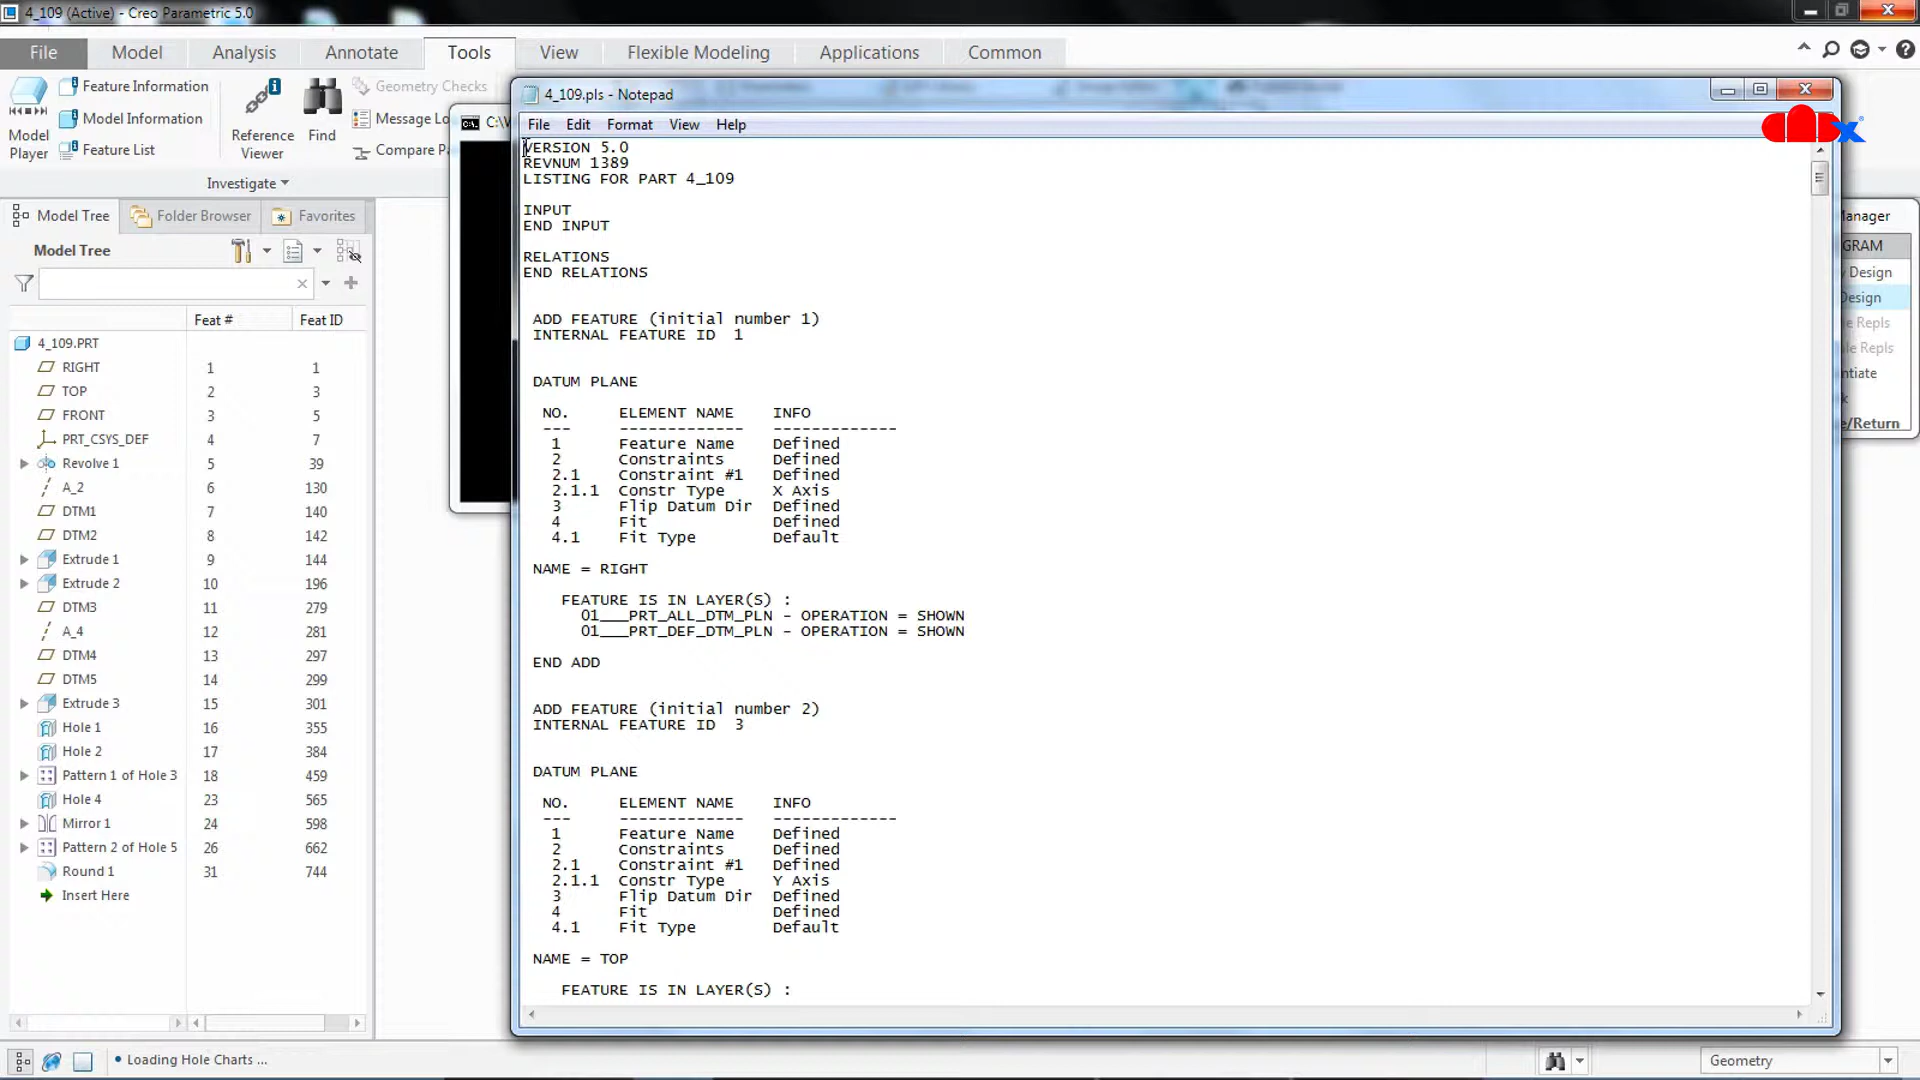 4_109 (Active) - Creo Parametric 5.0
File Model Analysis Annotate Tools View Flexible Modeling Applications Common
Feature Information
Model Information
Feature List
Model
Player
Reference
Viewer
Find
Geometry Checks
Message Lo
Compare Pa
Investigate
Model Tree Folder Browser Favorites
Model Tree
Feat # Feat ID
4_109.PRT
RIGHT 1 1
TOP 2 3
FRONT 3 5
PRT_CSYS_DEF 4 7
Revolve 1 5 39
A_2 6 130
DTM1 7 140
DTM2 8 142
Extrude 1 9 144
Extrude 2 10 196
DTM3 11 279
A_4 12 281
DTM4 13 297
DTM5 14 299
Extrude 3 15 301
Hole 1 16 355
Hole 2 17 384
Pattern 1 of Hole 3 18 459
Hole 4 23 565
Mirror 1 24 598
Pattern 2 of Hole 5 26 662
Round 1 31 744
Insert Here
• Loading Hole Charts ...
C:\W
4_109.pls - Notepad
File Edit Format View Help
VERSION 5.0
REVNUM 1389
LISTING FOR PART 4_109
INPUT
END INPUT
RELATIONS
END RELATIONS
ADD FEATURE (initial number 1)
INTERNAL FEATURE ID 1
DATUM PLANE
NO. ELEMENT NAME INFO
--- ------------- -------------
1 Feature Name Defined
2 Constraints Defined
2.1 Constraint #1 Defined
2.1.1 Constr Type X Axis
3 Flip Datum Dir Defined
4 Fit Defined
4.1 Fit Type Default
NAME = RIGHT
FEATURE IS IN LAYER(S) :
01___PRT_ALL_DTM_PLN - OPERATION = SHOWN
01___PRT_DEF_DTM_PLN - OPERATION = SHOWN
END ADD
ADD FEATURE (initial number 2)
INTERNAL FEATURE ID 3
DATUM PLANE
NO. ELEMENT NAME INFO
--- ------------- -------------
1 Feature Name Defined
2 Constraints Defined
2.1 Constraint #1 Defined
2.1.1 Constr Type Y Axis
3 Flip Datum Dir Defined
4 Fit Defined
4.1 Fit Type Default
NAME = TOP
FEATURE IS IN LAYER(S) :
Manager
GRAM
Design
Design
le Repls
le Repls
ntiate
e/Return
Geometry